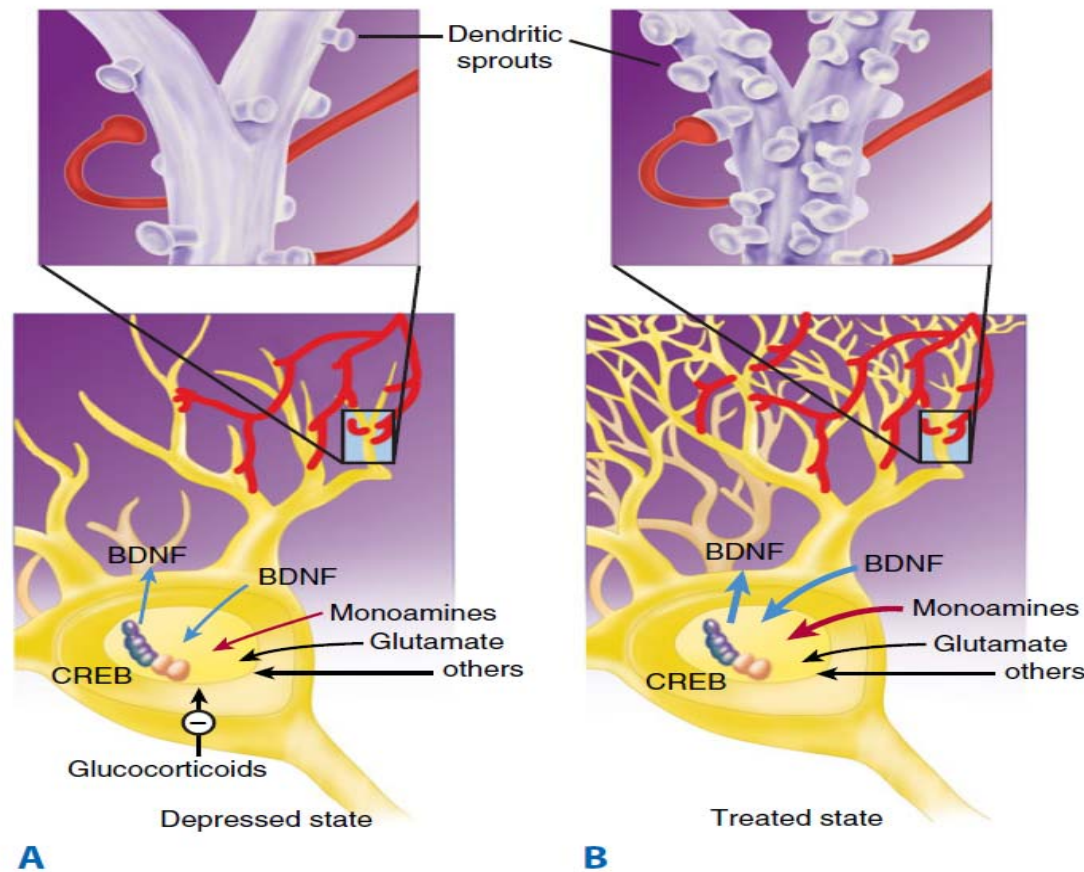 Dendritic
sprouts
BDNF
BDNF
Monoamines
Glutamate
others
CREB
−
Glucocorticoids
Depressed state
A
BDNF
BDNF
Monoamines
Glutamate
others
CREB
Treated state
B